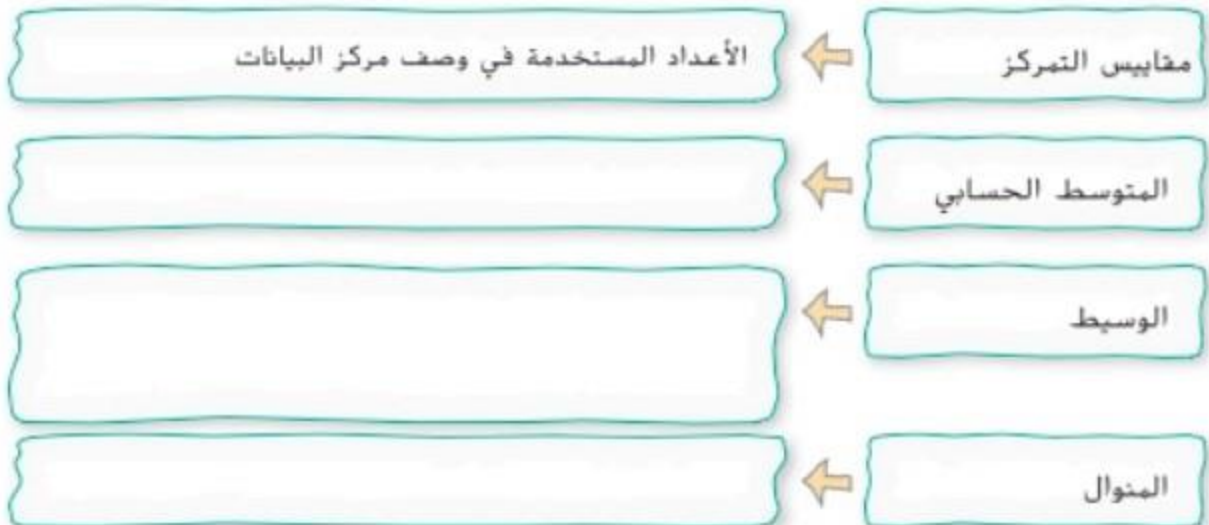 مقاييس التمركز
الأعداد المستخدمة في وصف مركز البيانات
المتوسط الحسابي
الوسيط
المنوال